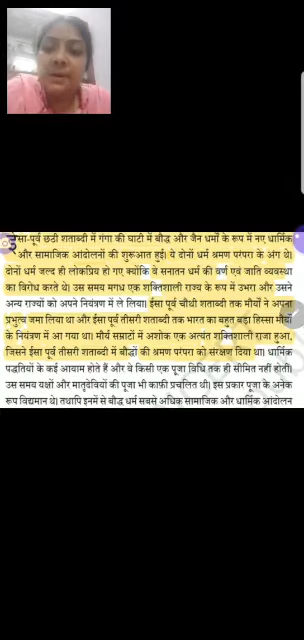 ईसा-पूर्व छठी शताब्दी में गंगा की घाटी में बौद्ध और जैन धर्मों के रूप में नए धार्मिक
और सामाजिक आंदोलनों की शुरूआत हुई। ये दोनों धर्म श्रमण परंपरा के अंग थे।
दोनों धर्म जल्द ही लोकप्रिय हो गए क्योंकि वे सनातन धर्म की वर्ण एवं जाति व्यवस्था
का विरोध करते थे। उस समय मगध एक शक्तिशाली राज्य के रूप में उभरा और उसने
अन्य राज्यों को अपने नियंत्रण में ले लिया। ईसा पूर्व चौथी शताब्दी तक मौर्यों ने अपना
प्रभुत्व जमा लिया था और ईसा पूर्व तीसरी शताब्दी तक भारत का बहुत बड़ा हिस्सा मौर्यों
के नियंत्रण में आ गया था। मौर्य सम्राटों में अशोक एक अत्यंत शक्तिशाली राजा हुआ,
जिसने ईसा पूर्व तीसरी शताब्दी में बौद्धों की श्रमण परंपरा को संरक्षण दिया था। धार्मिक
पद्धतियों के कई आयाम होते हैं और वे किसी एक पूजा विधि तक ही सीमित नहीं होतीं।
उस समय यक्षों और मातृदेवियों की पूजा भी काफ़ी प्रचलित थी। इस प्रकार पूजा के अनेक
रूप विद्यमान थे। तथापि इनमें से बौद्ध धर्म सबसे अधिक सामाजिक और धार्मिक आंदोलन